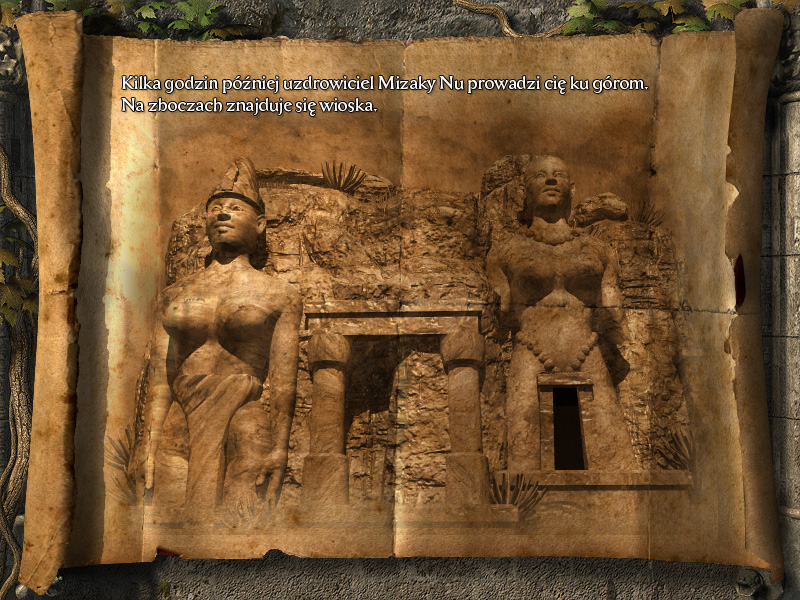 Kilka godzin później uzdrowiciel Mizaky Nu prowadzi cię ku górom.
Na zboczach znajduje się wioska.